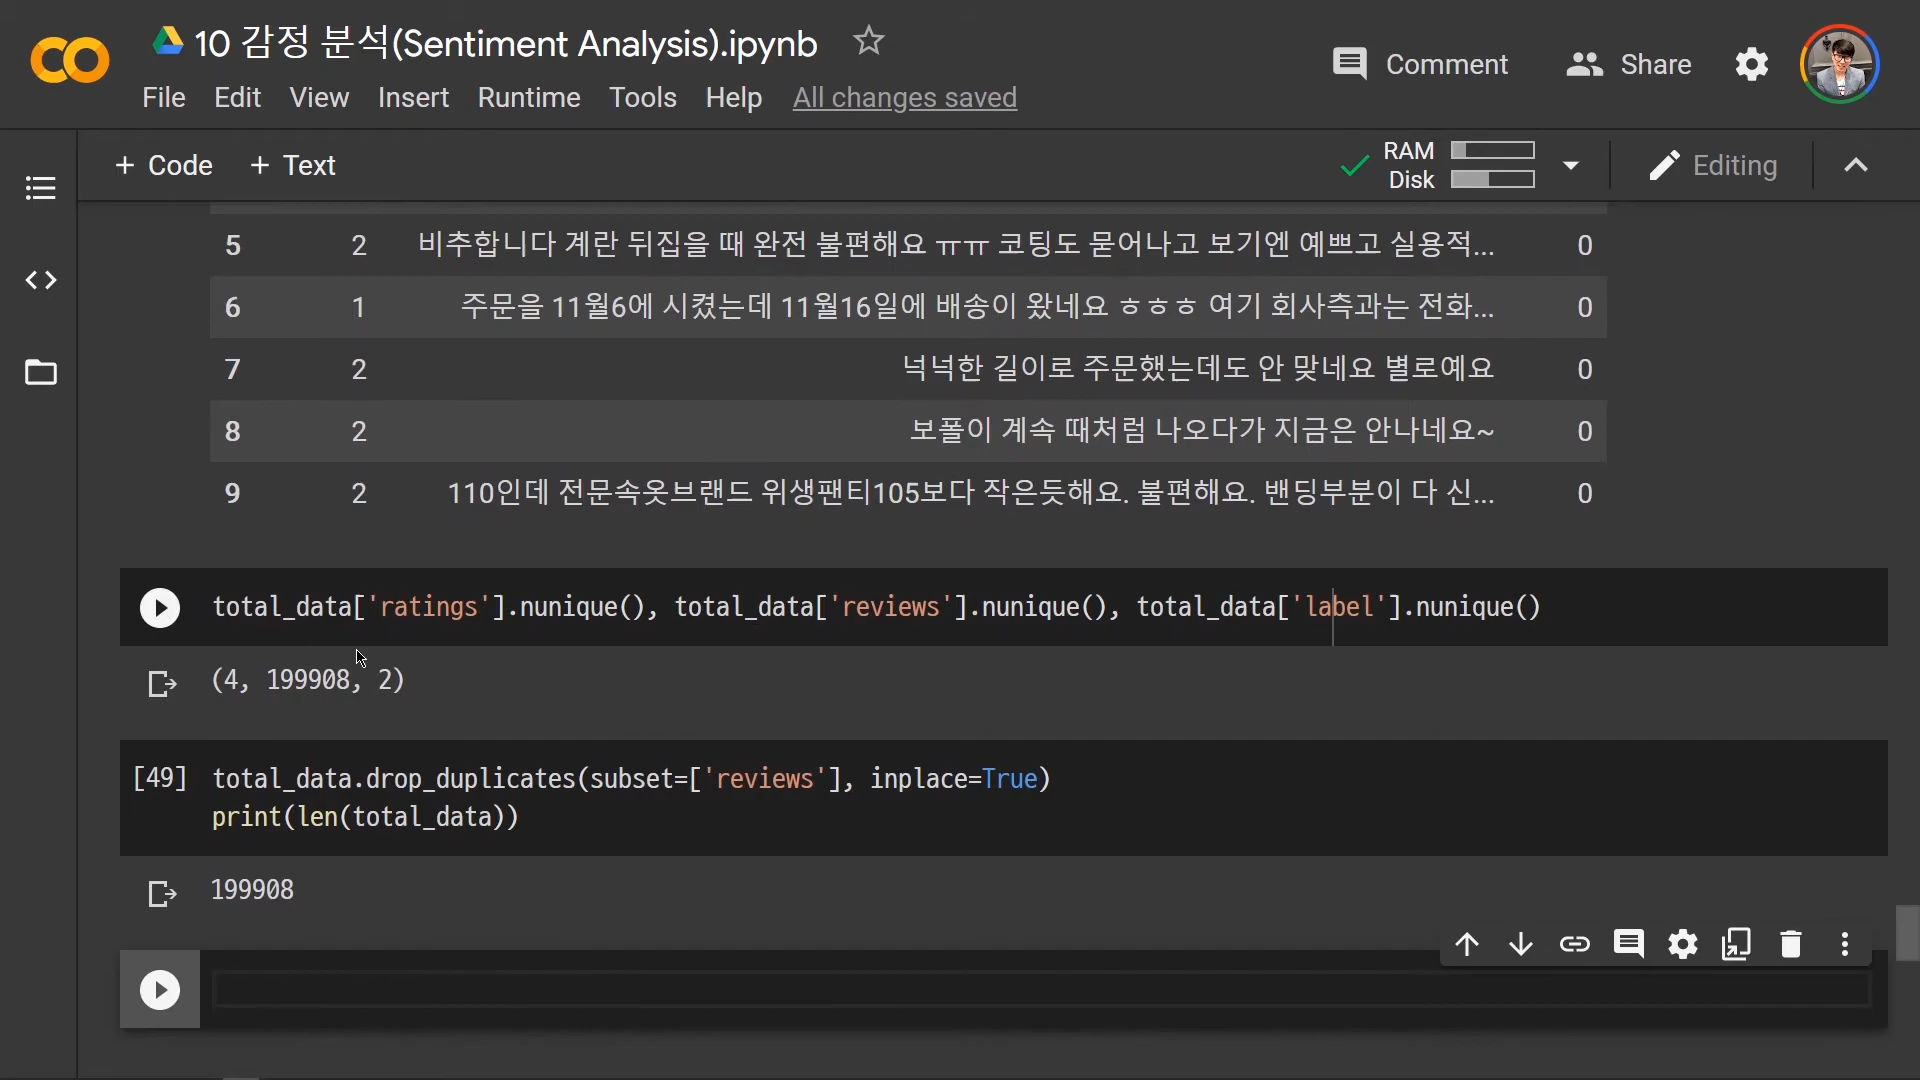 10 감정 분석(Sentiment Analysis).ipynb
Comment
Share
File Edit View Insert Runtime Tools Help All changes saved
+ Code + Text
RAM
Disk
Editing
5 2 비추합니다 계란 뒤집을 때 완전 불편해요 ㅠㅠ 코팅도 묻어나고 보기엔 예쁘고 실용적... 0
6 1 주문을 11월6에 시켰는데 11월16일에 배송이 왔네요 ㅎㅎㅎ 여기 회사측과는 전화... 0
7 2 넉넉한 길이로 주문했는데도 안 맞네요 별로예요 0
8 2 보폴이 계속 때처럼 나오다가 지금은 안나네요~ 0
9 2 110인데 전문속옷브랜드 위생팬티105보다 작은듯해요. 불편해요. 밴딩부분이 다 신... 0
total_data['ratings'].nunique(), total_data['reviews'].nunique(), total_data['label'].nunique()
(4, 199908, 2)
[49] total_data.drop_duplicates(subset=['reviews'], inplace=True)
print(len(total_data))
199908